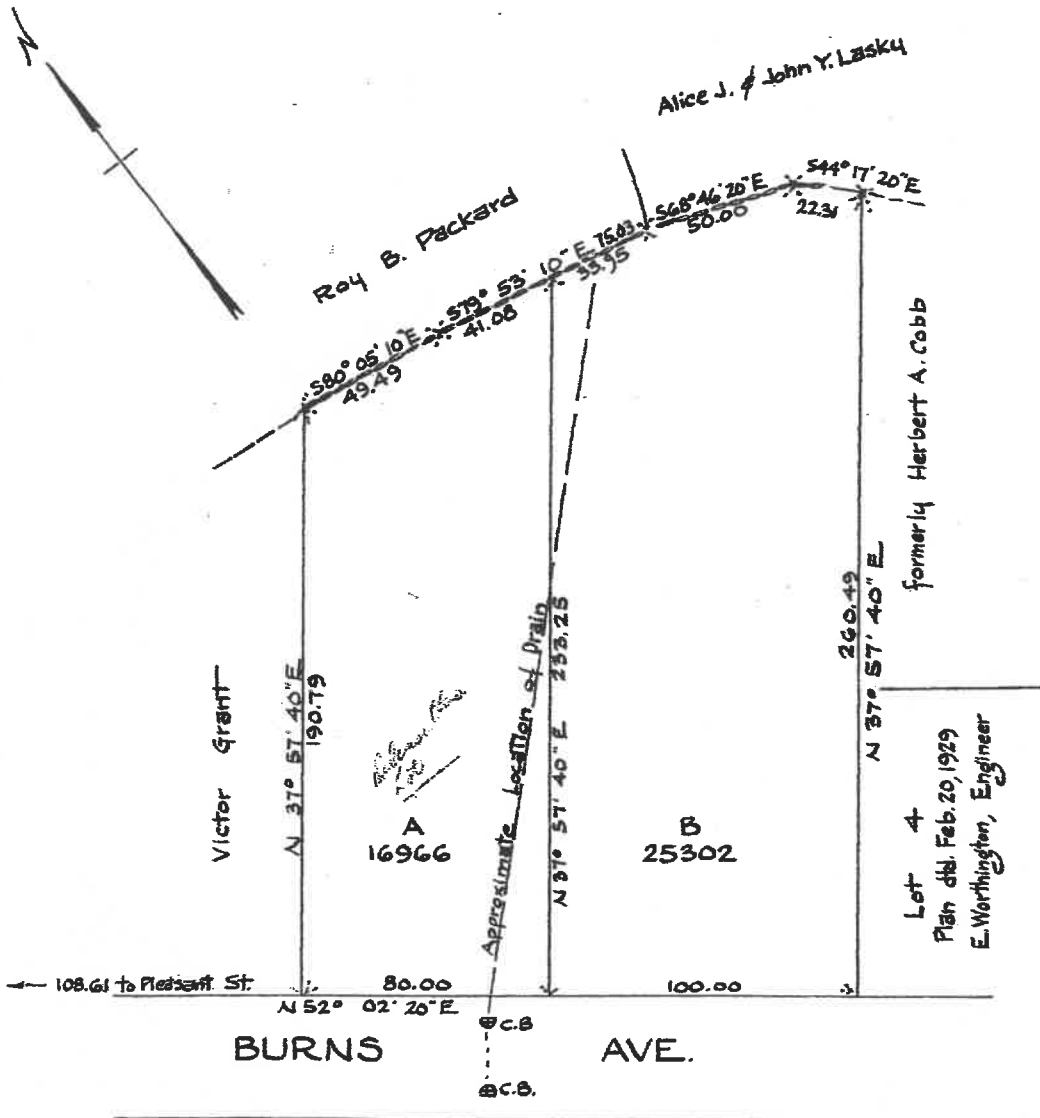 N
Alice J. & John Y. Lasky
Roy B. Packard
S80° 05' 10" E
49.49
S79° 53' 10" E
41.08
75.03
33.95
S68° 46' 20" E
50.00
S44° 17' 20" E
22.31
formerly Herbert A. Cobb
Victor Grant
N 37° 57' 40" E
190.79
Approximate Location of Drain
N 37° 57' 40" E 233.25
260.49
N 37° 57' 40" E
A
16966
B
25302
Lot 4
Plan dtd. Feb. 20, 1929
E. Worthington, Engineer
108.61 to Pleasant St.
80.00
100.00
N 52° 02' 20" E
C.B
BURNS AVE.
C.B.